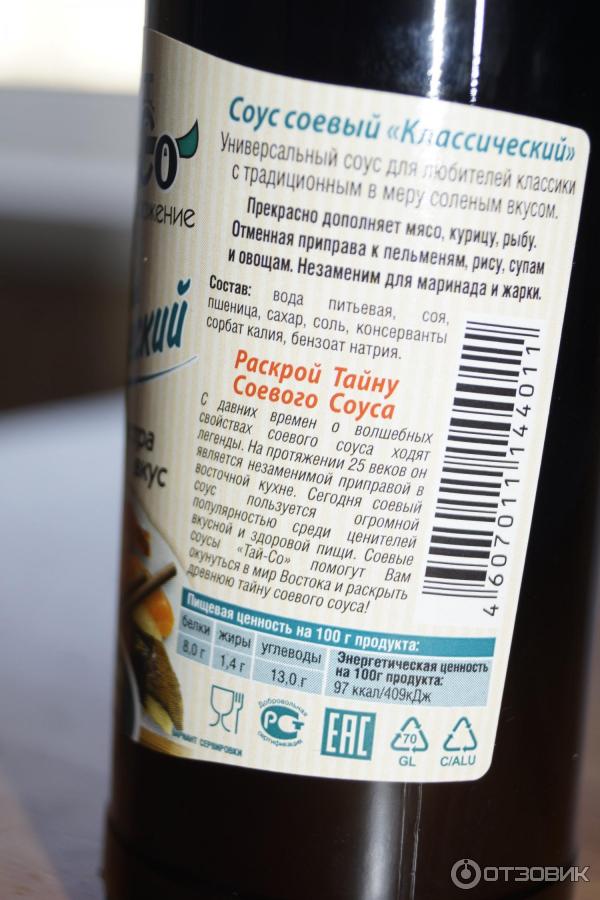 Соус соевый «Классический»
Универсальный соус для любителей классики
с традиционным в меру соленым вкусом.
Прекрасно дополняет мясо, курицу, рыбу.
Отменная приправа к пельменям, рису, супам
и овощам. Незаменим для маринада и жарки.
Состав: вода питьевая, соя,
пшеница, сахар, соль, консерванты
сорбат калия, бензоат натрия.
Раскрой Тайну
Соевого Соуса
С давних времен о волшебных
свойствах соевого соуса ходят
легенды. На протяжении 25 веков он
является незаменимой приправой в
восточной кухне. Сегодня соевый
соус пользуется огромной
популярностью среди ценителей
вкусной и здоровой пищи. Соевые
соусы «Тай-Со» помогут Вам
окунуться в мир Востока и раскрыть
древнюю тайну соевого соуса!
4 607011 144011
Пищевая ценность на 100 г продукта:
белки жиры углеводы
8,0 г 1,4 г 13,0 г
Энергетическая ценность
на 100г продукта:
97 ккал/409кДж
ВАРИАНТ СЕРВИРОВКИ
Добровольная
сертификация
EAC
70
GL
C/ALU
вкус
ОТЗОВИК